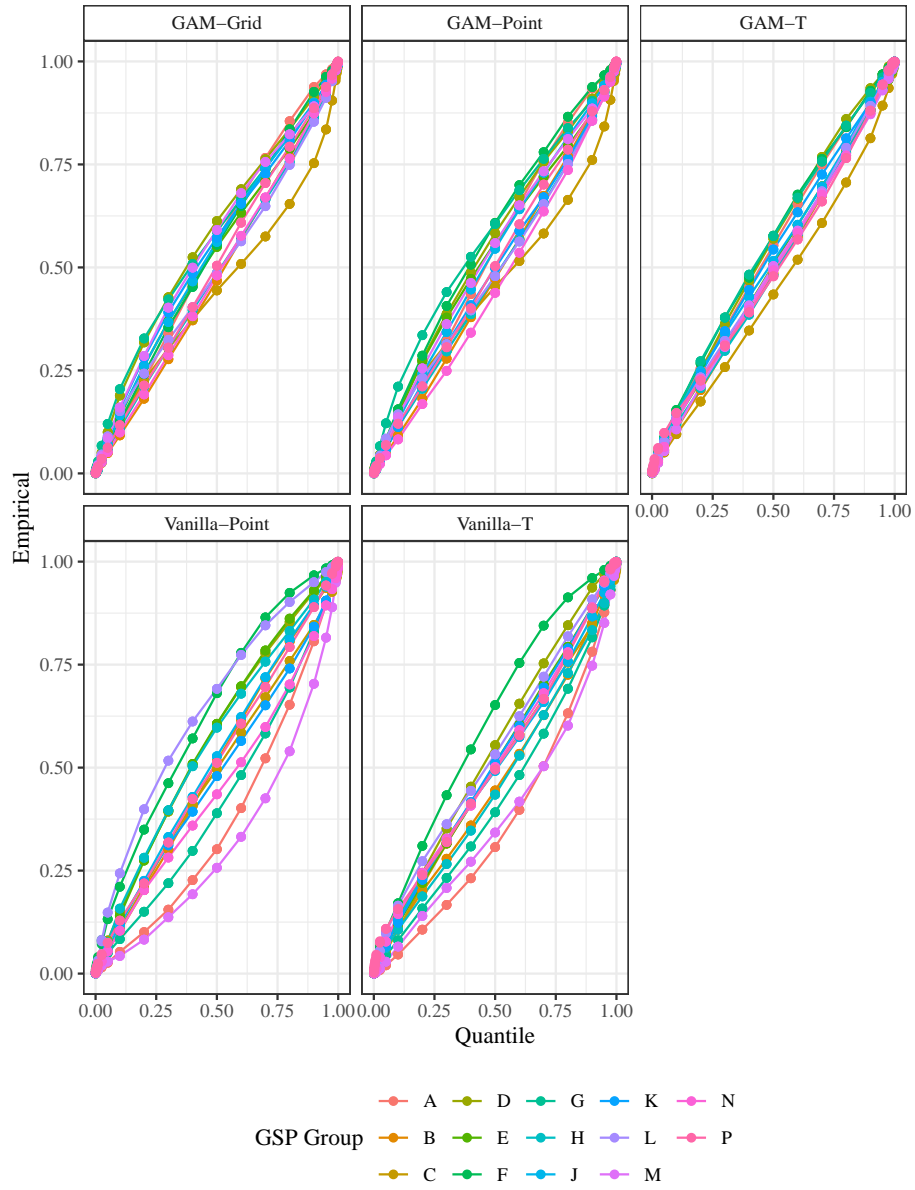 GAM−Grid GAM−Point GAM−T
1.00
0.75
0.50
0.25
0.00
0.00 0.25 0.50 0.75 1.00
Empirical
Vanilla−Point Vanilla−T
1.00
0.75
0.50
0.25
0.00
0.00 0.25 0.50 0.75 1.00 0.00 0.25 0.50 0.75 1.00
Quantile
A D G K N
GSP Group B E H L P
C F J M